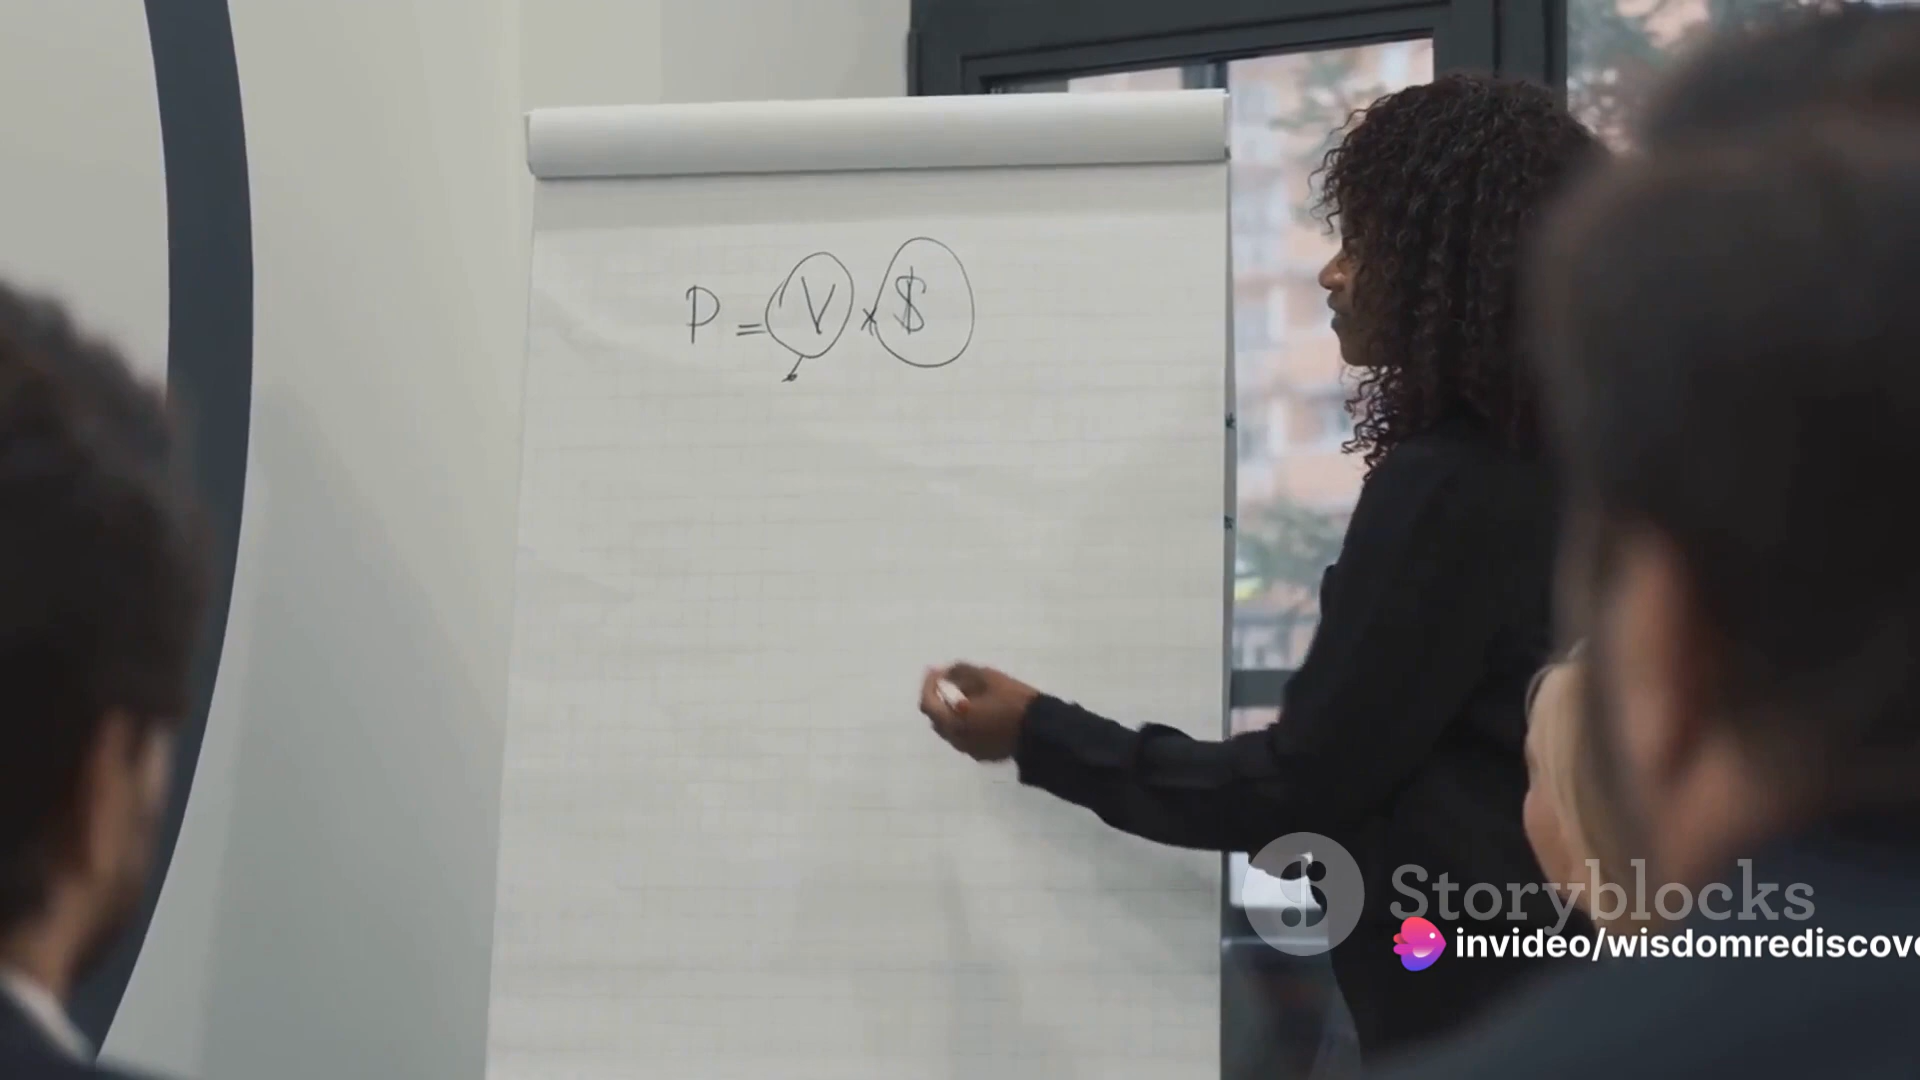 P = V x $
Storyblocks
invideo/wisdomrediscove